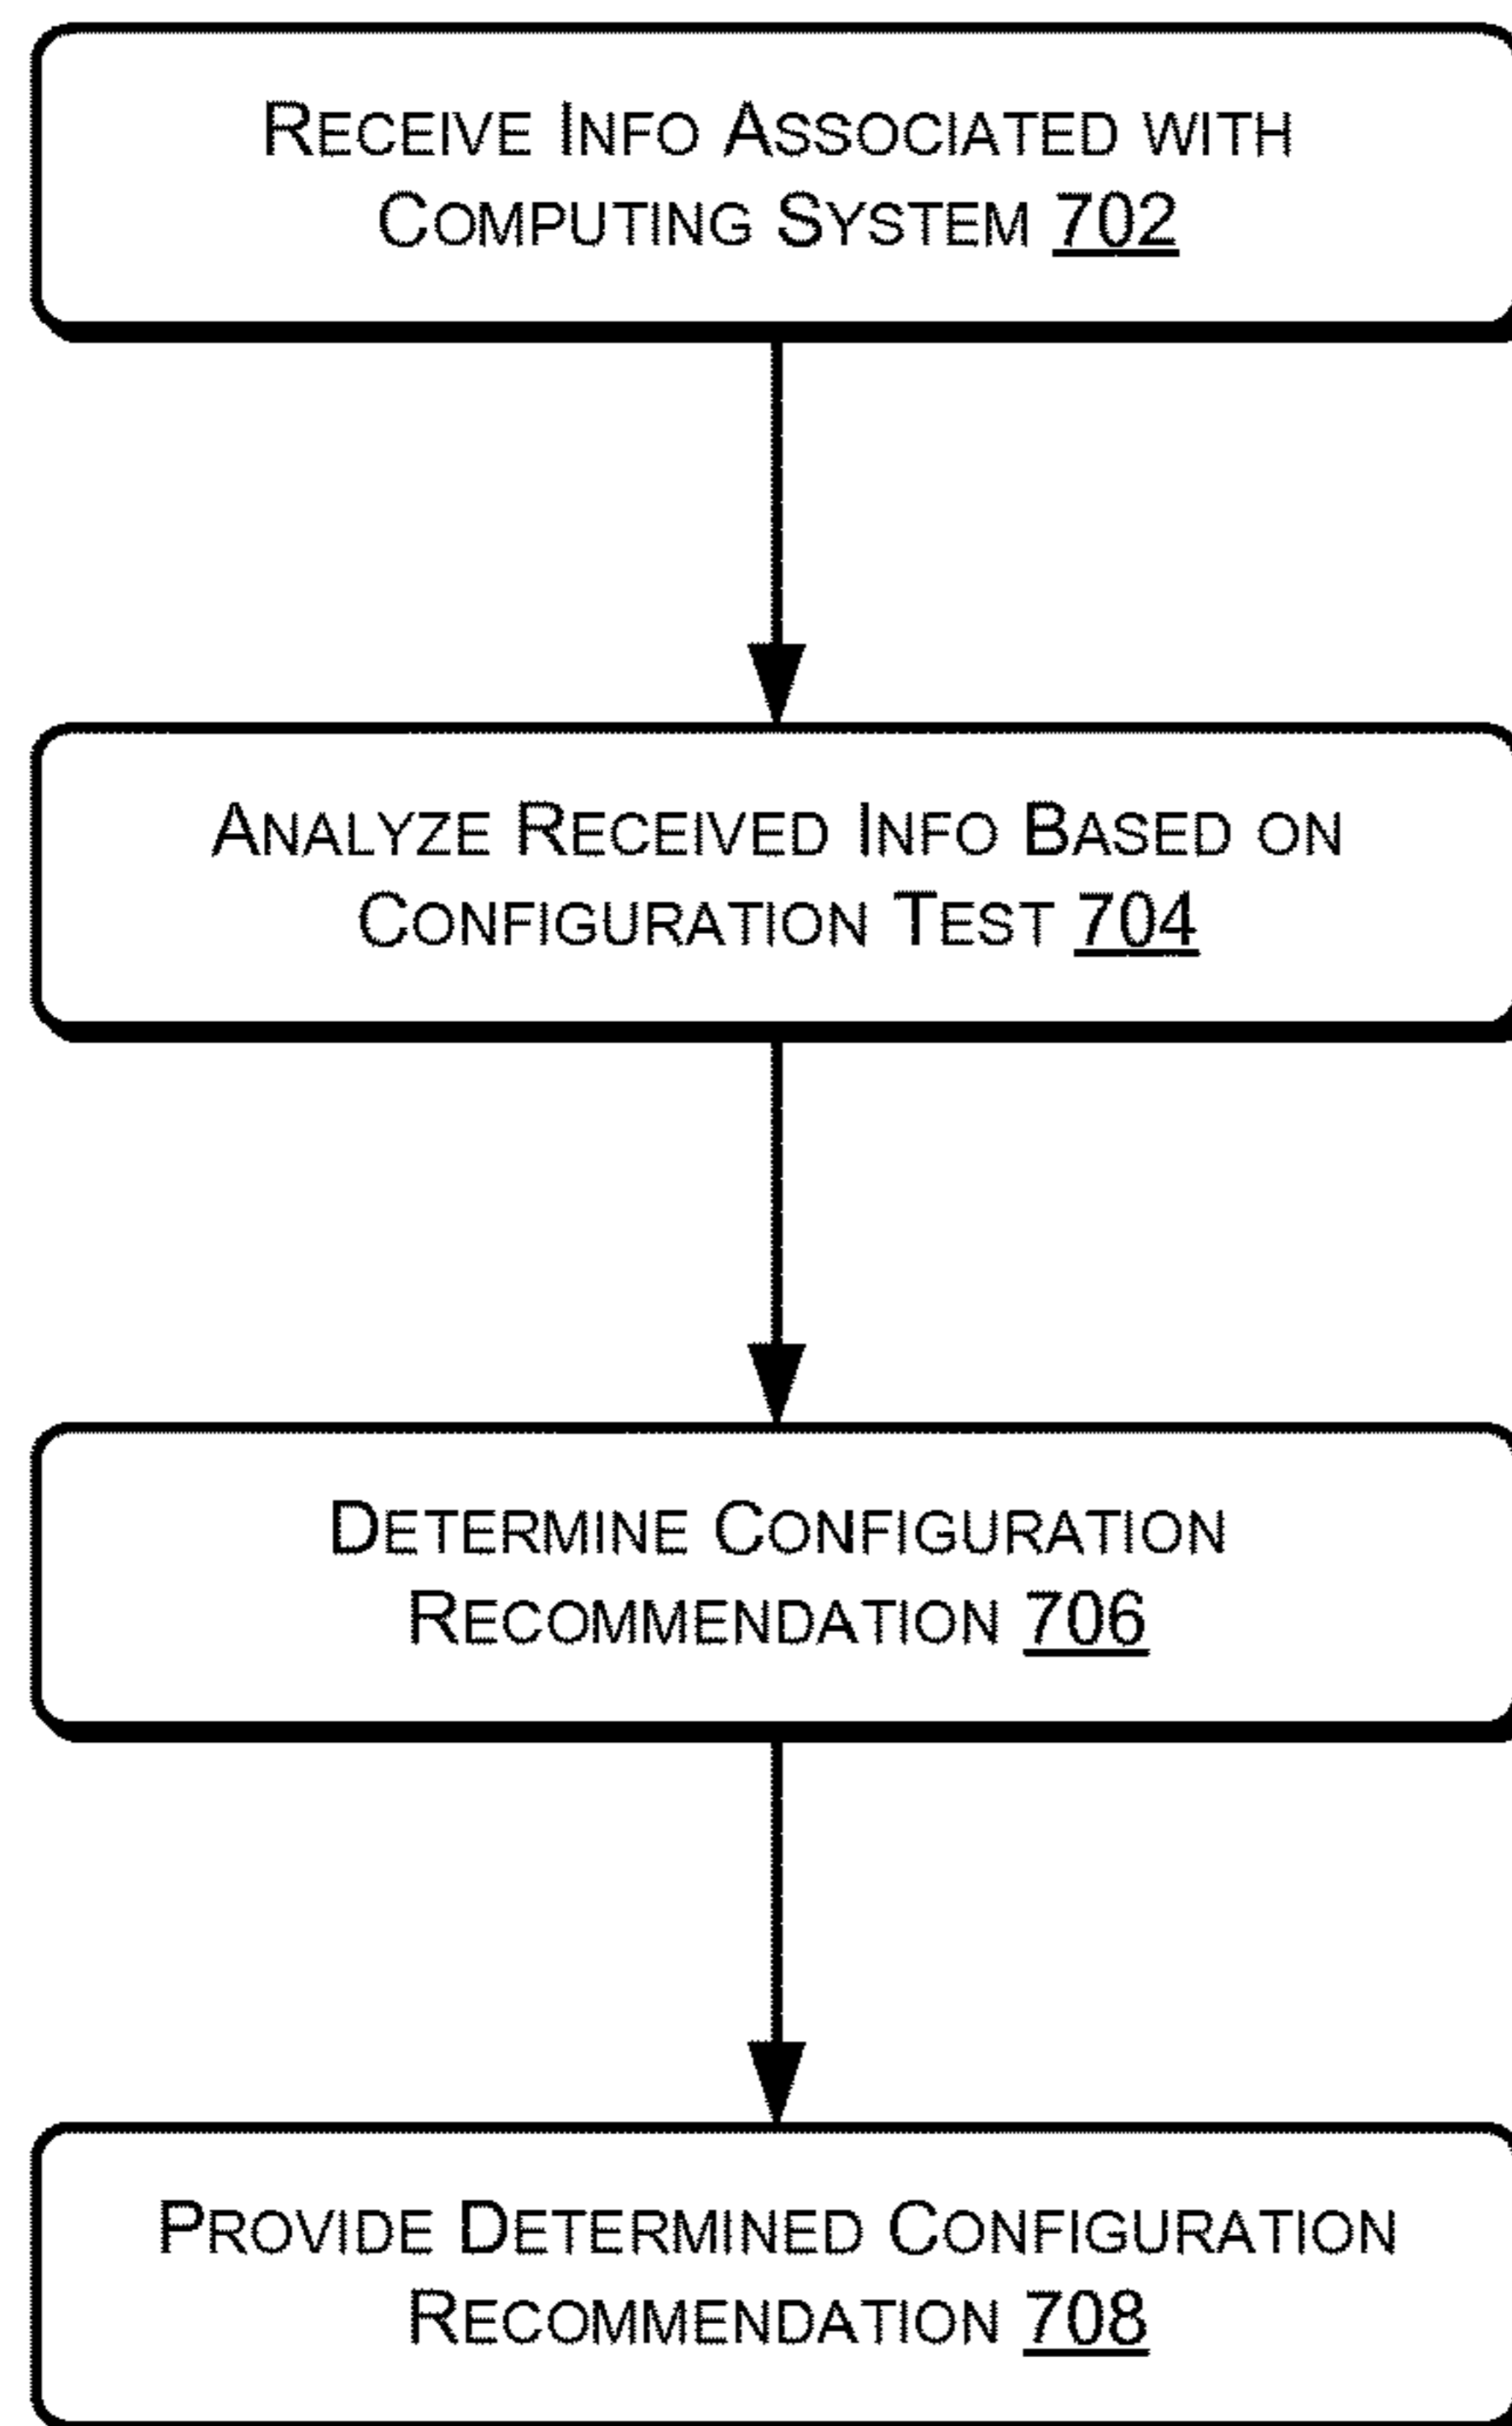 RECEIVE INFO ASSOCIATED WITH
COMPUTING SYSTEM 702
ANALYZE RECEIVED INFO BASED ON
CONFIGURATION TEST 704
DETERMINE CONFIGURATION
RECOMMENDATION 706
PROVIDE DETERMINED CONFIGURATION
RECOMMENDATION 708